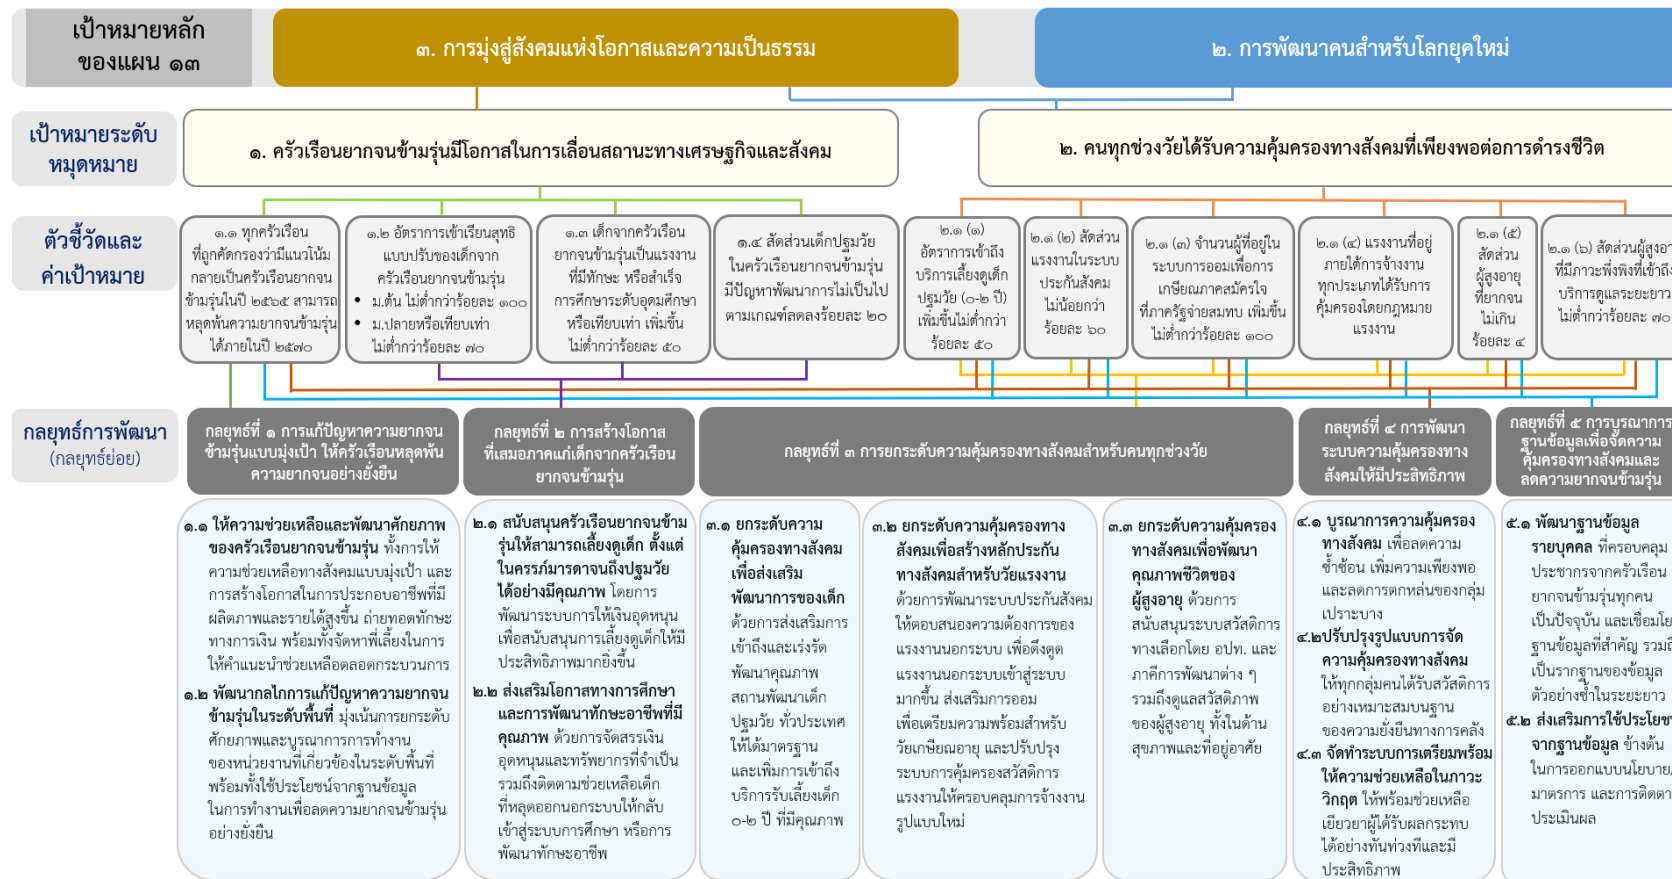 เป้าหมายหลัก
ของแผน ๑๓
๓. การมุ่งสู่สังคมแห่งโอกาสและความเป็นธรรม
๒. การพัฒนาคนสำหรับโลกยุคใหม่
เป้าหมายระดับ
หมุดหมาย
๑. ครัวเรือนยากจนข้ามรุ่นมีโอกาสในการเลื่อนสถานะทางเศรษฐกิจและสังคม
๒. คนทุกช่วงวัยได้รับความคุ้มครองทางสังคมที่เพียงพอต่อการดำรงชีวิต
ตัวชี้วัดและ
ค่าเป้าหมาย
๑.๑ ทุกครัวเรือน
ที่ถูกคัดกรองว่ามีแนวโน้ม
กลายเป็นครัวเรือนยากจน
ข้ามรุ่นในปี ๒๕๖๕ สามารถ
หลุดพ้นความยากจนข้ามรุ่น
ได้ภายในปี ๒๕๗๐
๑.๒ อัตราการเข้าเรียนสุทธิ
แบบปรับของเด็กจาก
ครัวเรือนยากจนข้ามรุ่น
• ม.ต้น ไม่ต่ำกว่าร้อยละ ๑๐๐
• ม.ปลายหรือเทียบเท่า
ไม่ต่ำกว่าร้อยละ ๗๐
๑.๓ เด็กจากครัวเรือน
ยากจนข้ามรุ่นเป็นแรงงาน
ที่มีทักษะ หรือสำเร็จ
การศึกษาระดับอุดมศึกษา
หรือเทียบเท่า เพิ่มขึ้น
ไม่ต่ำกว่าร้อยละ ๕๐
๑.๔ สัดส่วนเด็กปฐมวัย
ในครัวเรือนยากจนข้ามรุ่น
มีปัญหาพัฒนาการไม่เป็นไป
ตามเกณฑ์ลดลงร้อยละ ๒๐
๒.๑ (๑)
อัตราการเข้าถึง
บริการเลี้ยงดูเด็ก
ปฐมวัย (๐-๒ ปี)
เพิ่มขึ้นไม่ต่ำกว่า
ร้อยละ ๕๐
๒.๑ (๒) สัดส่วน
แรงงานในระบบ
ประกันสังคม
ไม่น้อยกว่า
ร้อยละ ๖๐
๒.๑ (๓) จำนวนผู้ที่อยู่ใน
ระบบการออมเพื่อการ
เกษียณภาคสมัครใจ
ที่ภาครัฐจ่ายสมทบ เพิ่มขึ้น
ไม่ต่ำกว่าร้อยละ ๑๐๐
๒.๑ (๔) แรงงานที่อยู่
ภายใต้การจ้างงาน
ทุกประเภทได้รับการ
คุ้มครองโดยกฎหมาย
แรงงาน
๒.๑ (๕)
สัดส่วน
ผู้สูงอายุ
ที่ยากจน
ไม่เกิน
ร้อยละ ๔
๒.๑ (๖) สัดส่วนผู้สูงอา
ที่มีภาวะพึ่งพิงที่เข้าถึง
บริการดูแลระยะยาว
ไม่ต่ำกว่าร้อยละ ๗๐
กลยุทธ์การพัฒนา
(กลยุทธ์ย่อย)
กลยุทธ์ที่ ๑ การแก้ปัญหาความยากจน
ข้ามรุ่นแบบมุ่งเป้า ให้ครัวเรือนหลุดพ้น
ความยากจนอย่างยั่งยืน
กลยุทธ์ที่ ๒ การสร้างโอกาส
ที่เสมอภาคแก่เด็กจากครัวเรือน
ยากจนข้ามรุ่น
กลยุทธ์ที่ ๓ การยกระดับความคุ้มครองทางสังคมสำหรับคนทุกช่วงวัย
กลยุทธ์ที่ ๔ การพัฒนา
ระบบความคุ้มครองทาง
สังคมให้มีประสิทธิภาพ
กลยุทธ์ที่ ๕ การบูรณาการ
ฐานข้อมูลเพื่อจัดความ
คุ้มครองทางสังคมและ
ลดความยากจนข้ามรุ่น
๑.๑ ให้ความช่วยเหลือและพัฒนาศักยภาพ
ของครัวเรือนยากจนข้ามรุ่น ทั้งการให้
ความช่วยเหลือทางสังคมแบบมุ่งเป้า และ
การสร้างโอกาสในการประกอบอาชีพที่มี
ผลิตภาพและรายได้สูงขึ้น ถ่ายทอดทักษะ
ทางการเงิน พร้อมทั้งจัดหาพี่เลี้ยงในการ
ให้คำแนะนำช่วยเหลือตลอดกระบวนการ
๑.๒ พัฒนากลไกการแก้ปัญหาความยากจน
ข้ามรุ่นในระดับพื้นที่ มุ่งเน้นการยกระดับ
ศักยภาพและบูรณาการการทำงาน
ของหน่วยงานที่เกี่ยวข้องในระดับพื้นที่
พร้อมทั้งใช้ประโยชน์จากฐานข้อมูล
ในการทำงานเพื่อลดความยากจนข้ามรุ่น
อย่างยั่งยืน
๒.๑ สนับสนุนครัวเรือนยากจนข้าม
รุ่นให้สามารถเลี้ยงดูเด็ก ตั้งแต่
ในครรภ์มารดาจนถึงปฐมวัย
ได้อย่างมีคุณภาพ โดยการ
พัฒนาระบบการให้เงินอุดหนุน
เพื่อสนับสนุนการเลี้ยงดูเด็กให้มี
ประสิทธิภาพมากยิ่งขึ้น
๒.๒ ส่งเสริมโอกาสทางการศึกษา
และการพัฒนาทักษะอาชีพที่มี
คุณภาพ ด้วยการจัดสรรเงิน
อุดหนุนและทรัพยากรที่จำเป็น
รวมถึงติดตามช่วยเหลือเด็ก
ที่หลุดออกนอกระบบให้กลับ
เข้าสู่ระบบการศึกษา หรือการ
พัฒนาทักษะอาชีพ
๓.๑ ยกระดับความ
คุ้มครองทางสังคม
เพื่อส่งเสริม
พัฒนาการของเด็ก
ด้วยการส่งเสริมการ
เข้าถึงและเร่งรัด
พัฒนาคุณภาพ
สถานพัฒนาเด็ก
ปฐมวัย ทั่วประเทศ
ให้ได้มาตรฐาน
และเพิ่มการเข้าถึง
บริการรับเลี้ยงเด็ก
๐-๒ ปี ที่มีคุณภาพ
๓.๒ ยกระดับความคุ้มครองทาง
สังคมเพื่อสร้างหลักประกัน
ทางสังคมสำหรับวัยแรงงาน
ด้วยการพัฒนาระบบประกันสังคม
ให้ตอบสนองความต้องการของ
แรงงานนอกระบบ เพื่อดึงดูด
แรงงานนอกระบบเข้าสู่ระบบ
มากขึ้น ส่งเสริมการออม
เพื่อเตรียมความพร้อมสำหรับ
วัยเกษียณอายุ และปรับปรุง
ระบบการคุ้มครองสวัสดิการ
แรงงานให้ครอบคลุมการจ้างงาน
รูปแบบใหม่
๓.๓ ยกระดับความคุ้มครอง
ทางสังคมเพื่อพัฒนา
คุณภาพชีวิตของ
ผู้สูงอายุ ด้วยการ
สนับสนุนระบบสวัสดิการ
ทางเลือกโดย อปท. และ
ภาคีการพัฒนาต่าง ๆ
รวมถึงดูแลสวัสดิภาพ
ของผู้สูงอายุ ทั้งในด้าน
สุขภาพและที่อยู่อาศัย
๔.๑ บูรณาการความคุ้มครอง
ทางสังคม เพื่อลดความ
ซ้ำซ้อน เพิ่มความเพียงพอ
และลดการตกหล่นของกลุ่ม
เปราะบาง
๔.๒ปรับปรุงรูปแบบการจัด
ความคุ้มครองทางสังคม
ให้ทุกกลุ่มคนได้รับสวัสดิการ
อย่างเหมาะสมบนฐาน
ของความยั่งยืนทางการคลัง
๔.๓ จัดทำระบบการเตรียมพร้อม
ให้ความช่วยเหลือในภาวะ
วิกฤต ให้พร้อมช่วยเหลือ
เยียวยาผู้ได้รับผลกระทบ
ได้อย่างทันท่วงทีและมี
ประสิทธิภาพ
๕.๑ พัฒนาฐานข้อมูล
รายบุคคล ที่ครอบคลุม
ประชากรจากครัวเรือน
ยากจนข้ามรุ่นทุกคน
เป็นปัจจุบัน และเชื่อมโย
ฐานข้อมูลที่สำคัญ รวมถึ
เป็นรากฐานของข้อมูล
ตัวอย่างซ้ำในระยะยาว
๕.๒ ส่งเสริมการใช้ประโยชน
จากฐานข้อมูล ข้างต้น
ในการออกแบบนโยบาย/
มาตรการ และการติดตา
ประเมินผล